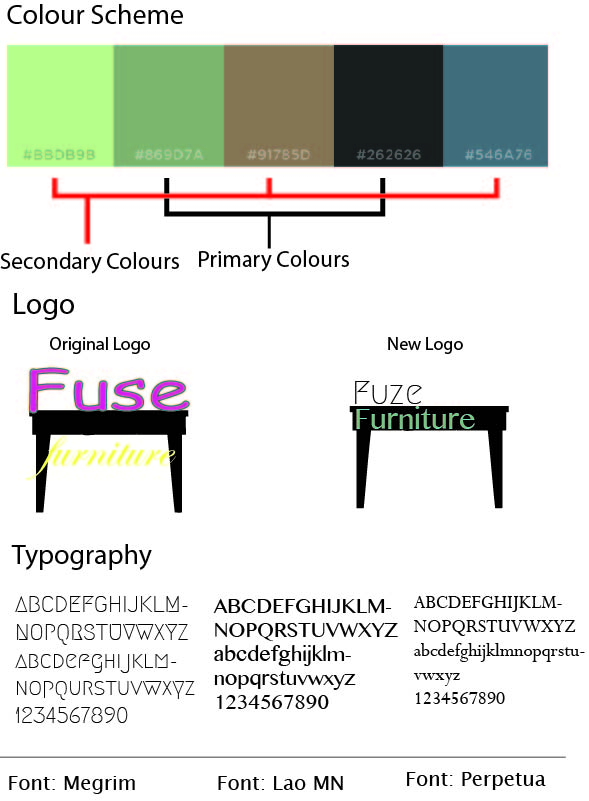 Colour Scheme
#BBDB9B #869D7A #91785D #262626 #546A76
Secondary Colours Primary Colours
Logo
Original Logo New Logo
Fuse
furniture
Fuze
Furniture
Typography
ABCDEFGHIJKLM-
NOPQRSTUVWXYZ
ABCDEFGHIJKLM-
NOPQURSTUVWXYZ
1234567890
ABCDEFGHIJKLM-
NOPQRSTUVWXYZ
abcdefghijklm-
nopqrstuvwxyz
1234567890
ABCDEFGHIJKLM-
NOPQRSTUVWXYZ
abcdefghijklmnopqrstu-
vwxyz
1234567890
Font: Megrim Font: Lao MN Font: Perpetua